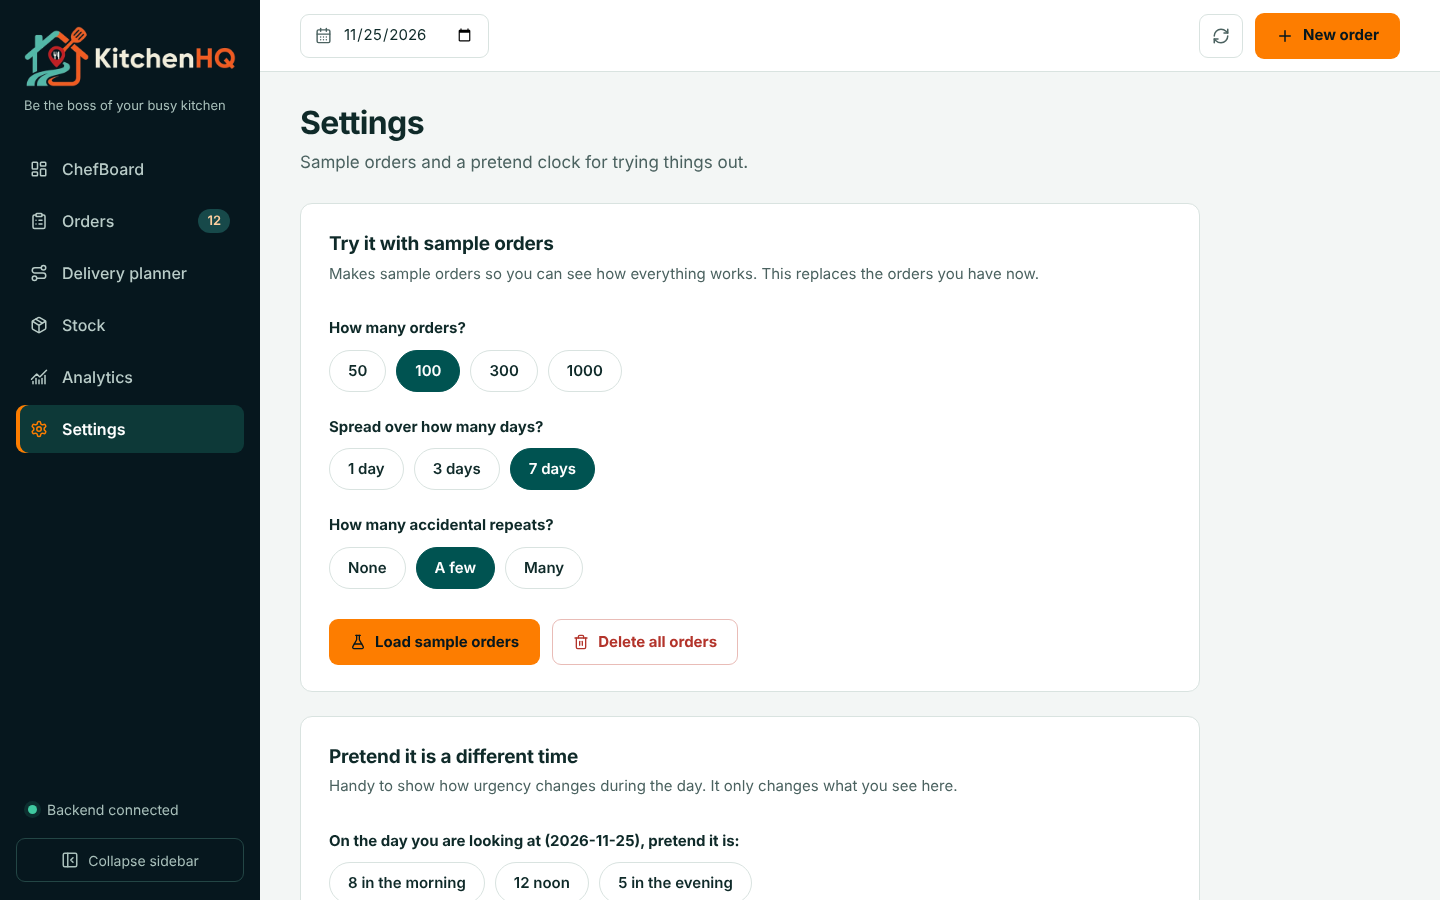 KitchenHQ
Be the boss of your busy kitchen
ChefBoard
Orders 12
Delivery planner
Stock
Analytics
Settings
Backend connected
Collapse sidebar
11/25/2026
New order
Settings
Sample orders and a pretend clock for trying things out.
Try it with sample orders
Makes sample orders so you can see how everything works. This replaces the orders you have now.
How many orders?
50 100 300 1000
Spread over how many days?
1 day 3 days 7 days
How many accidental repeats?
None A few Many
Load sample orders Delete all orders
Pretend it is a different time
Handy to show how urgency changes during the day. It only changes what you see here.
On the day you are looking at (2026-11-25), pretend it is:
8 in the morning 12 noon 5 in the evening